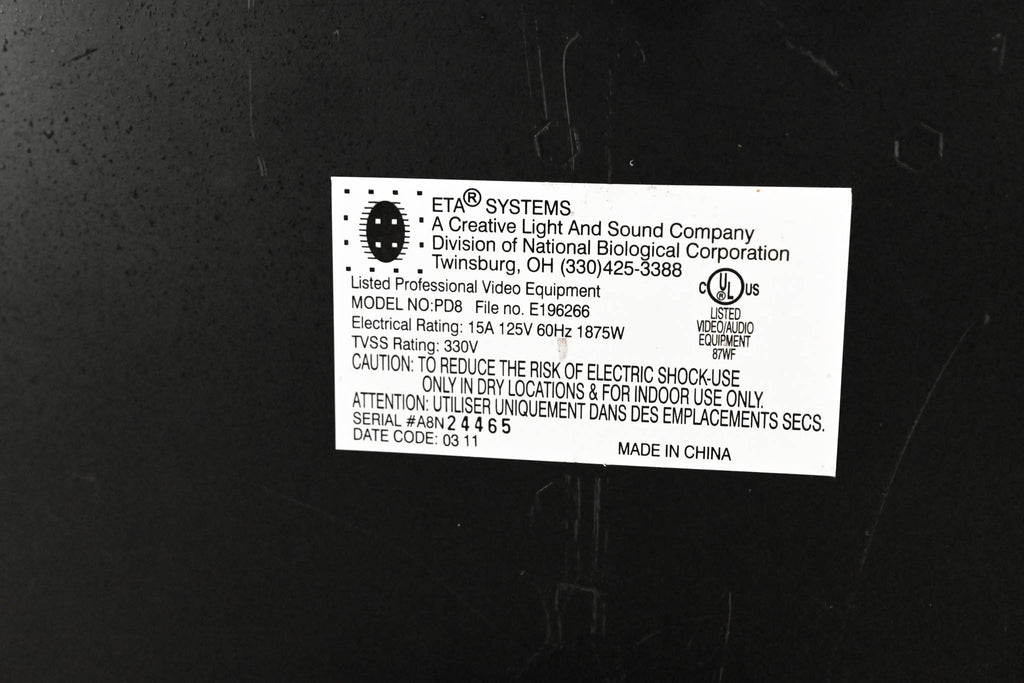 ETA® SYSTEMS
A Creative Light And Sound Company
Division of National Biological Corporation
Twinsburg, OH (330)425-3388
Listed Professional Video Equipment
MODEL NO:PD8 File no. E196266
Electrical Rating: 15A 125V 60Hz 1875W
TVSS Rating: 330V
C UL® US
LISTED
VIDEO/AUDIO
EQUIPMENT
87WF
CAUTION: TO REDUCE THE RISK OF ELECTRIC SHOCK-USE
ONLY IN DRY LOCATIONS & FOR INDOOR USE ONLY.
ATTENTION: UTILISER UNIQUEMENT DANS DES EMPLACEMENTS SECS.
SERIAL #A8N24465
DATE CODE: 03 11
MADE IN CHINA